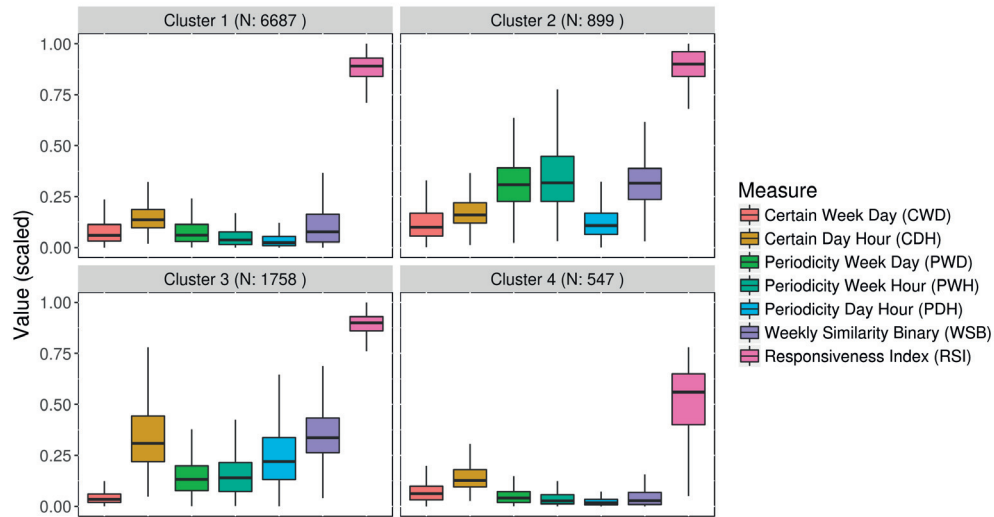 Cluster 1 (N: 6687 )
Cluster 2 (N: 899 )
1.00
0.75
0.50
0.25
0.00
Cluster 3 (N: 1758 )
Cluster 4 (N: 547 )
1.00
0.75
0.50
0.25
0.00
Value (scaled)
Measure
Certain Week Day (CWD)
Certain Day Hour (CDH)
Periodicity Week Day (PWD)
Periodicity Week Hour (PWH)
Periodicity Day Hour (PDH)
Weekly Similarity Binary (WSB)
Responsiveness Index (RSI)